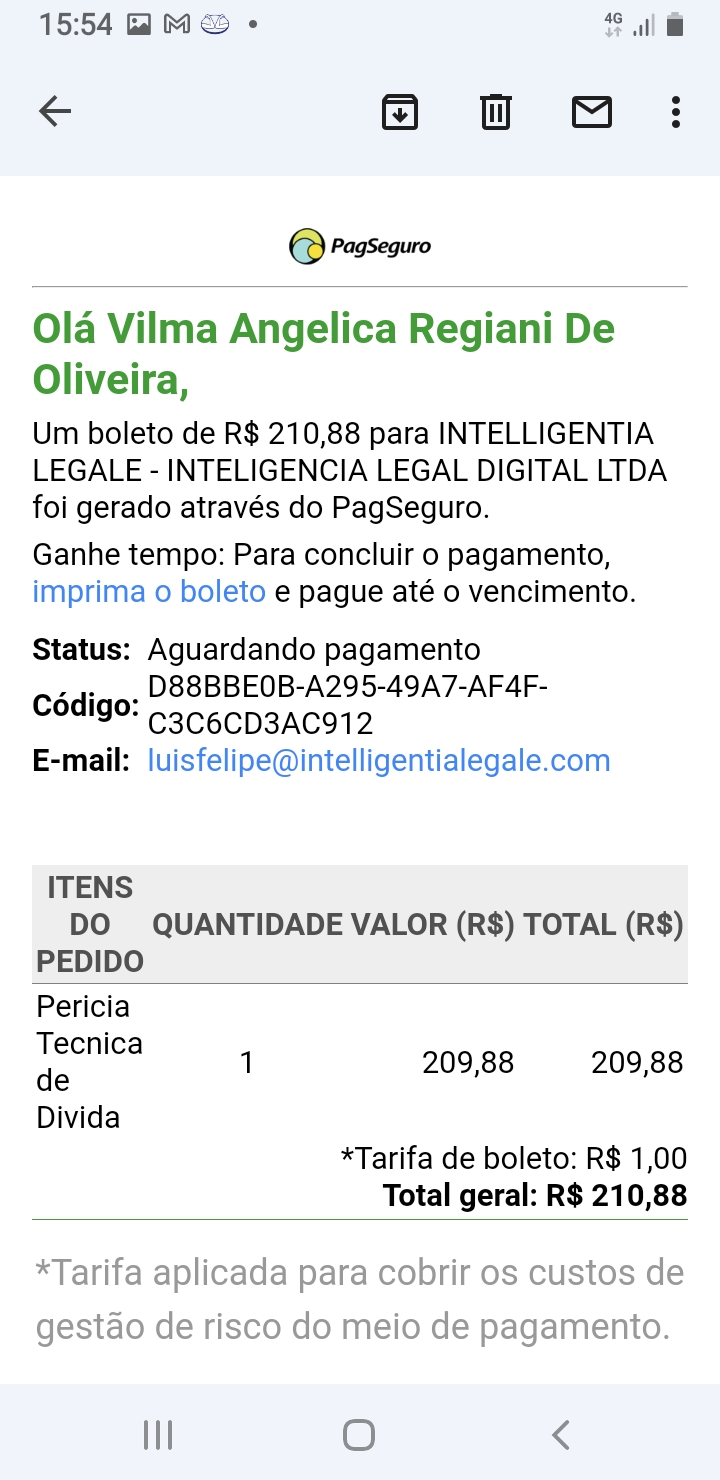 15:54
4G
PagSeguro
Olá Vilma Angelica Regiani De
Oliveira,
Um boleto de R$ 210,88 para INTELLIGENTIA
LEGALE - INTELIGENCIA LEGAL DIGITAL LTDA
foi gerado através do PagSeguro.
Ganhe tempo: Para concluir o pagamento,
imprima o boleto e pague até o vencimento.
Status: Aguardando pagamento
Código: D88BBE0B-A295-49A7-AF4F-
C3C6CD3AC912
E-mail: luisfelipe@intelligentialegale.com
ITENS
DO
PEDIDO QUANTIDADE VALOR (R$) TOTAL (R$)
Pericia
Tecnica
de
Divida 1 209,88 209,88
*Tarifa de boleto: R$ 1,00
Total geral: R$ 210,88
*Tarifa aplicada para cobrir os custos de
gestão de risco do meio de pagamento.